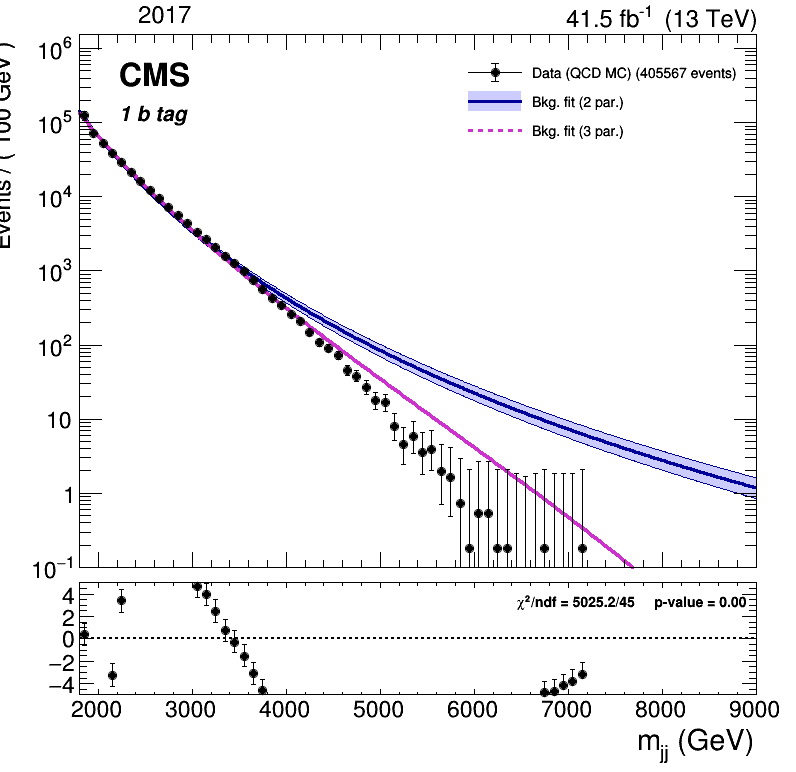 2017
41.5 fb⁻¹ (13 TeV)
CMS
1 b tag
Data (QCD MC) (405567 events)
Bkg. fit (2 par.)
Bkg. fit (3 par.)
Events / ( 100 GeV )
10⁶
10⁵
10⁴
10³
10²
10
1
10⁻¹
χ²/ndf = 5025.2/45 p-value = 0.00
4
2
0
−2
−4
2000 3000 4000 5000 6000 7000 8000 9000
m_jj (GeV)